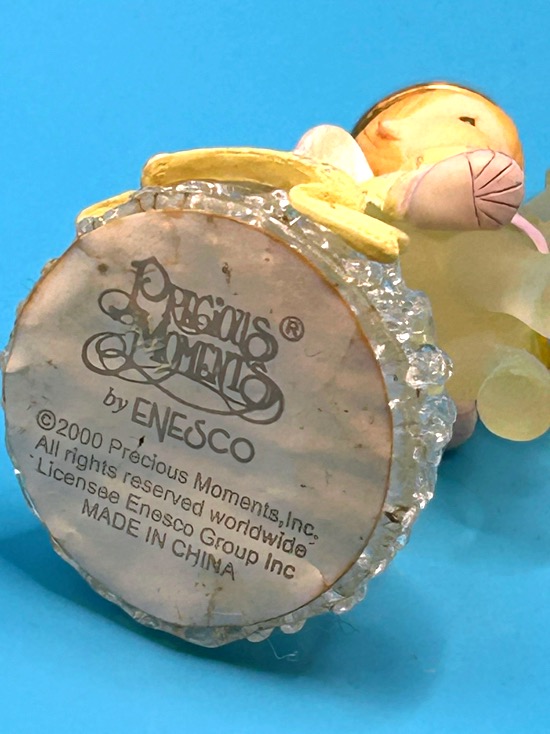 PRECIOUS ®
MOMENTS
by ENESCO
©2000 Precious Moments, Inc.
All rights reserved worldwide
Licensee Enesco Group Inc
MADE IN CHINA